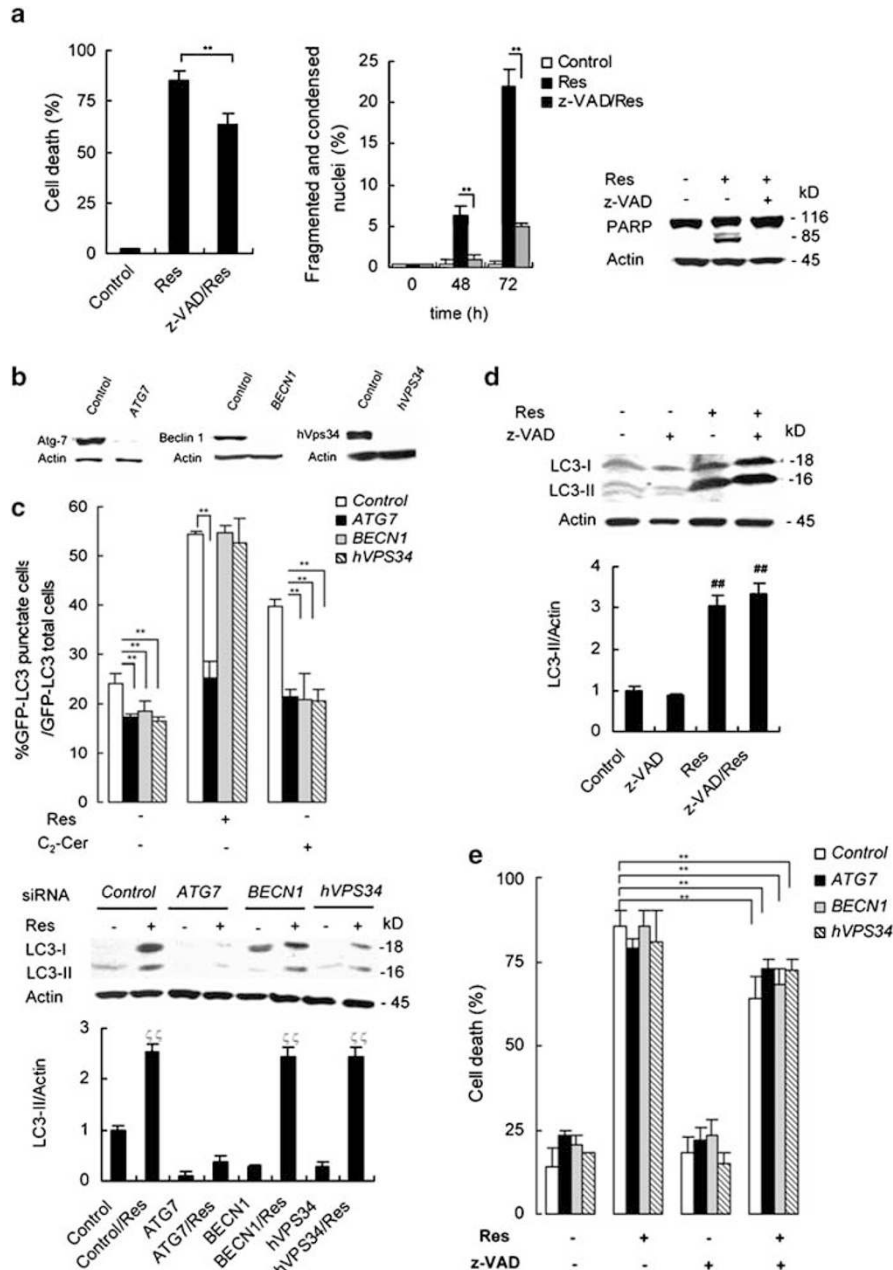 a
Cell death (%)
100
75
50
25
0
**
Control
Res
z-VAD/Res
Fragmented and condensed
nuclei (%)
25
20
15
10
5
0
**
**
0 48 72
time (h)
Control
Res
z-VAD/Res
Res - + +
z-VAD - - + kD
PARP - 116
- 85
Actin - 45
b
Control ATG7
Atg-7
Actin
Control BECN1
Beclin 1
Actin
Control hVPS34
hVps34
Actin
c
%GFP-LC3 punctate cells
/GFP-LC3 total cells
60
50
40
30
20
10
0
**
**
**
**
**
**
**
Control
ATG7
BECN1
hVPS34
Res - + -
C2-Cer - - +
siRNA Control ATG7 BECN1 hVPS34
Res - + - + - + - + kD
LC3-I -18
LC3-II -16
Actin - 45
LC3-II/Actin
3
2
1
0
ζζ
ζζ
ζζ
Control
Control/Res
ATG7
ATG7/Res
BECN1
BECN1/Res
hVPS34
hVPS34/Res
d
Res - - + +
z-VAD - + - + kD
LC3-I -18
LC3-II -16
Actin - 45
LC3-II/Actin
4
3
2
1
0
##
##
Control
z-VAD
Res
z-VAD/Res
e
Cell death (%)
100
75
50
25
0
**
**
**
**
Control
ATG7
BECN1
hVPS34
Res - + - +
z-VAD - - + +